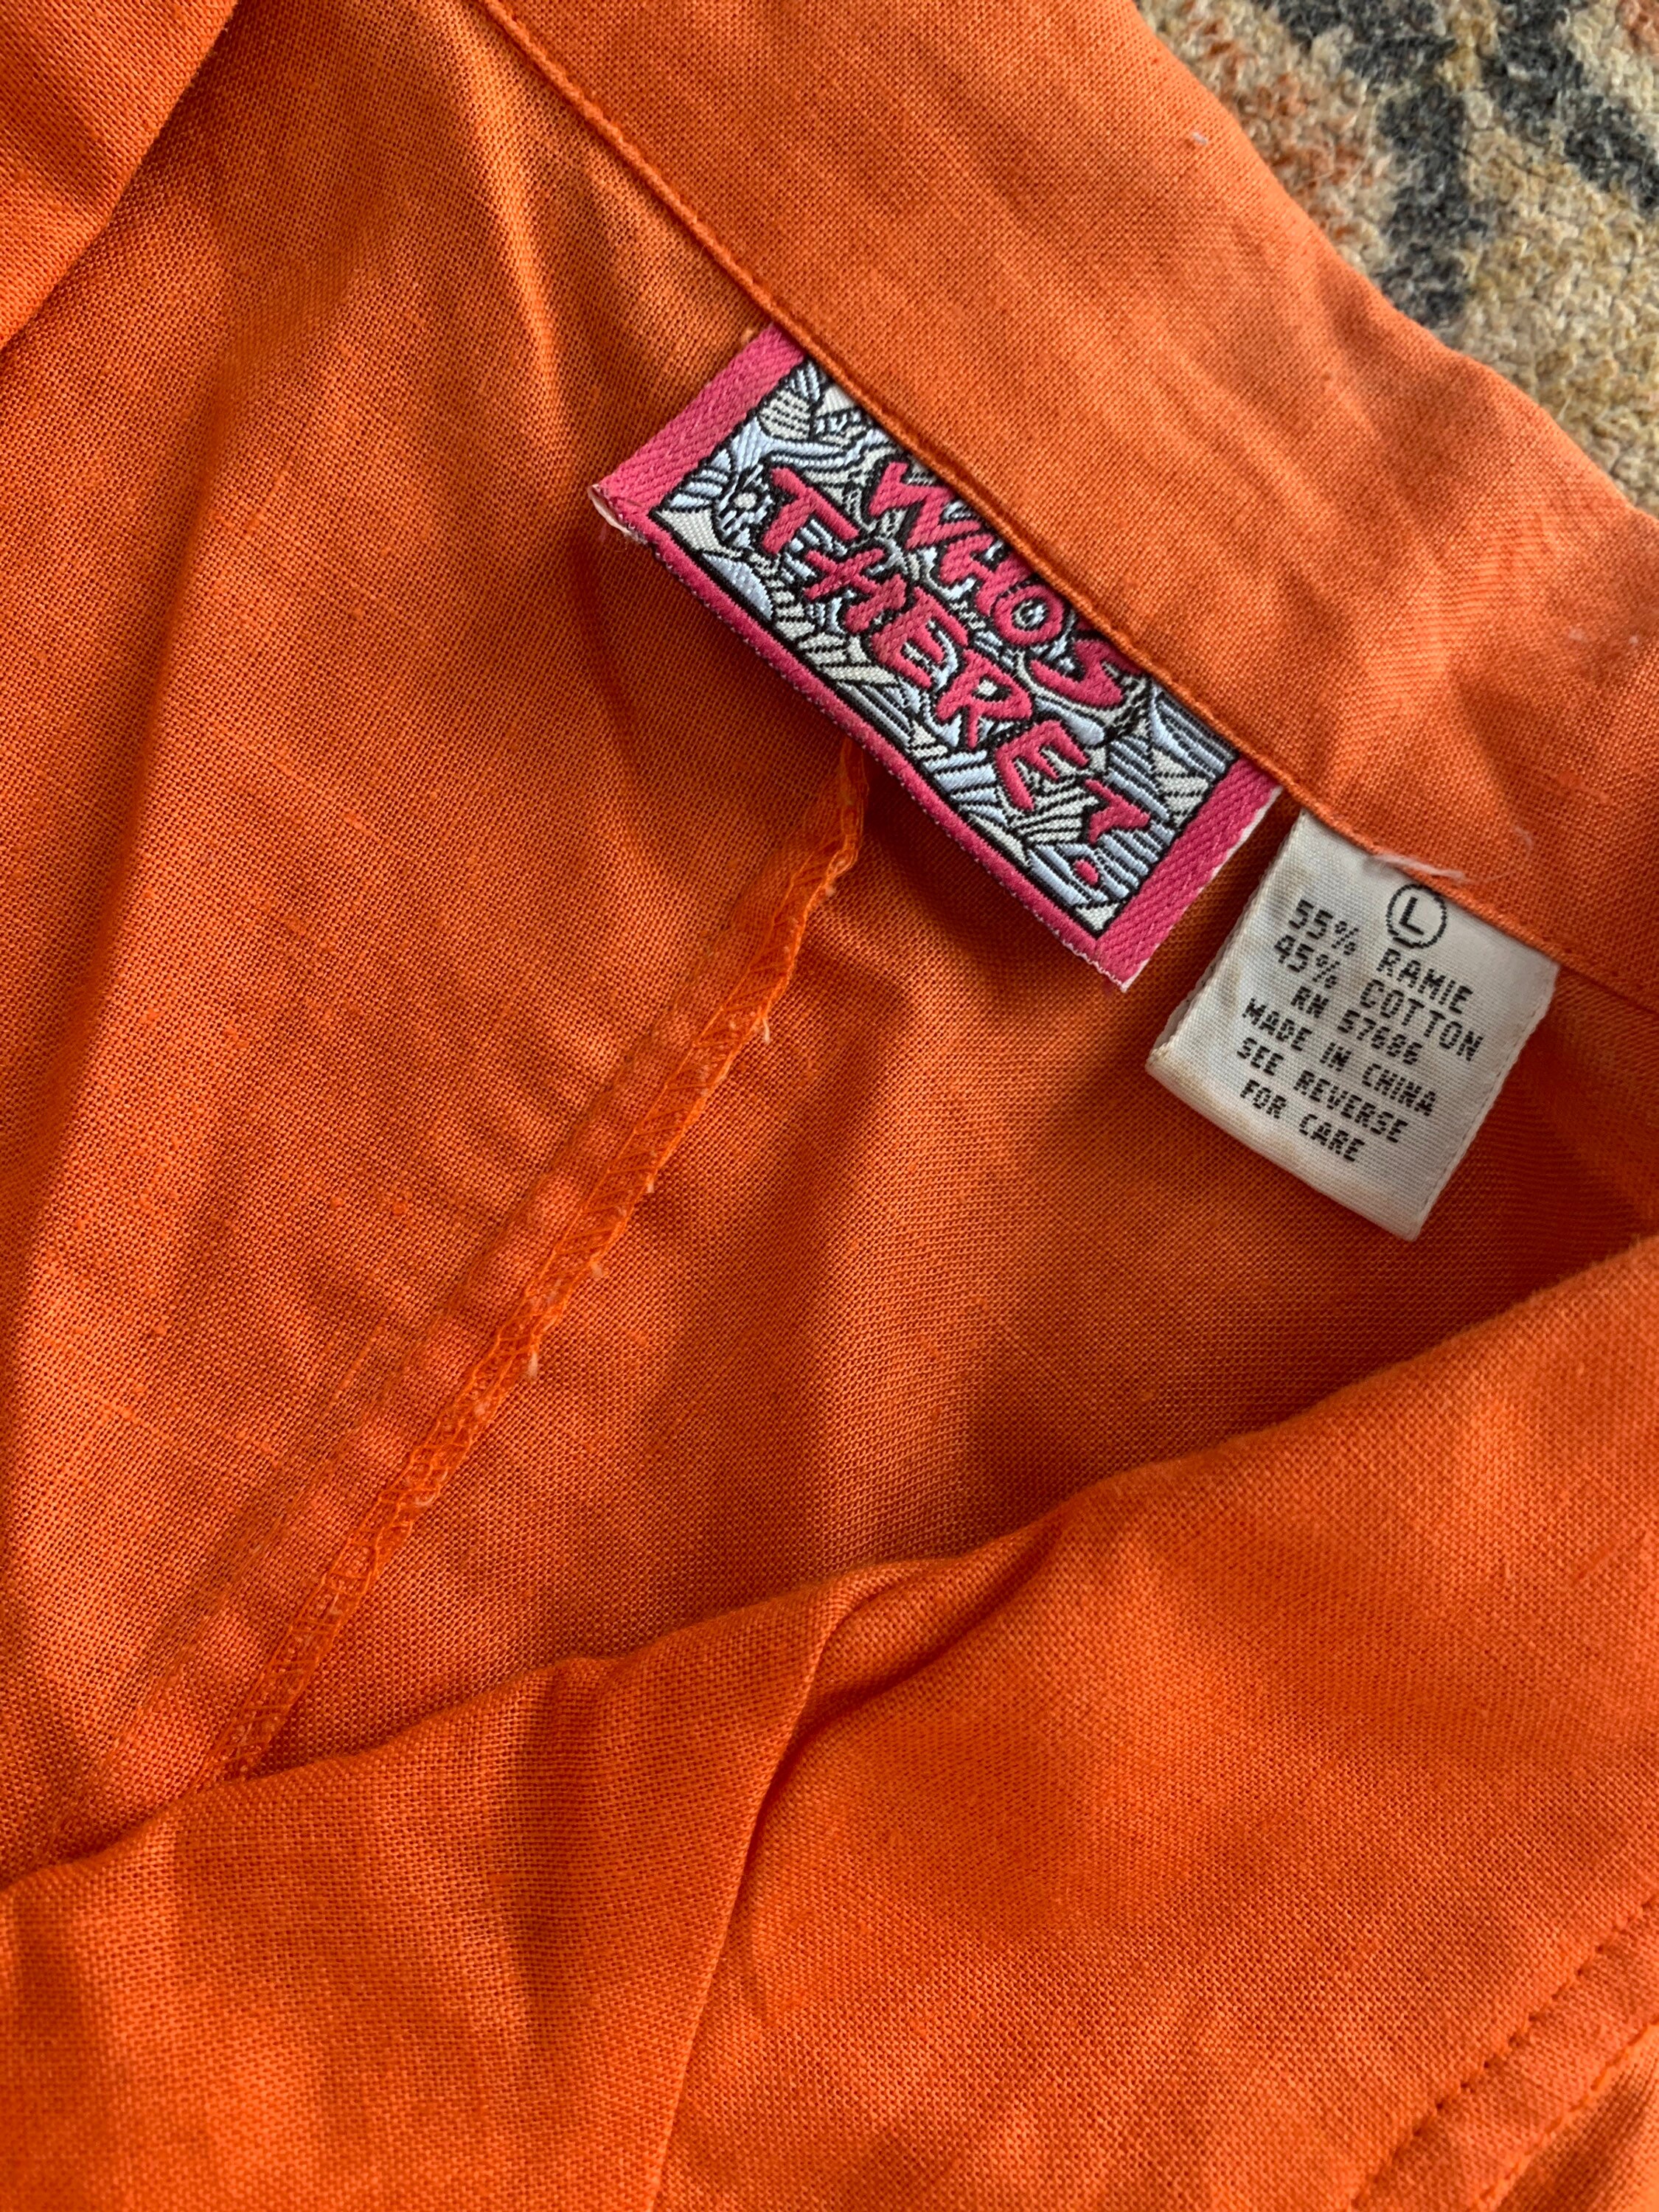 WHO'S
THERE?
L
55% RAMIE
45% COTTON
RN 57686
MADE IN CHINA
SEE REVERSE
FOR CARE